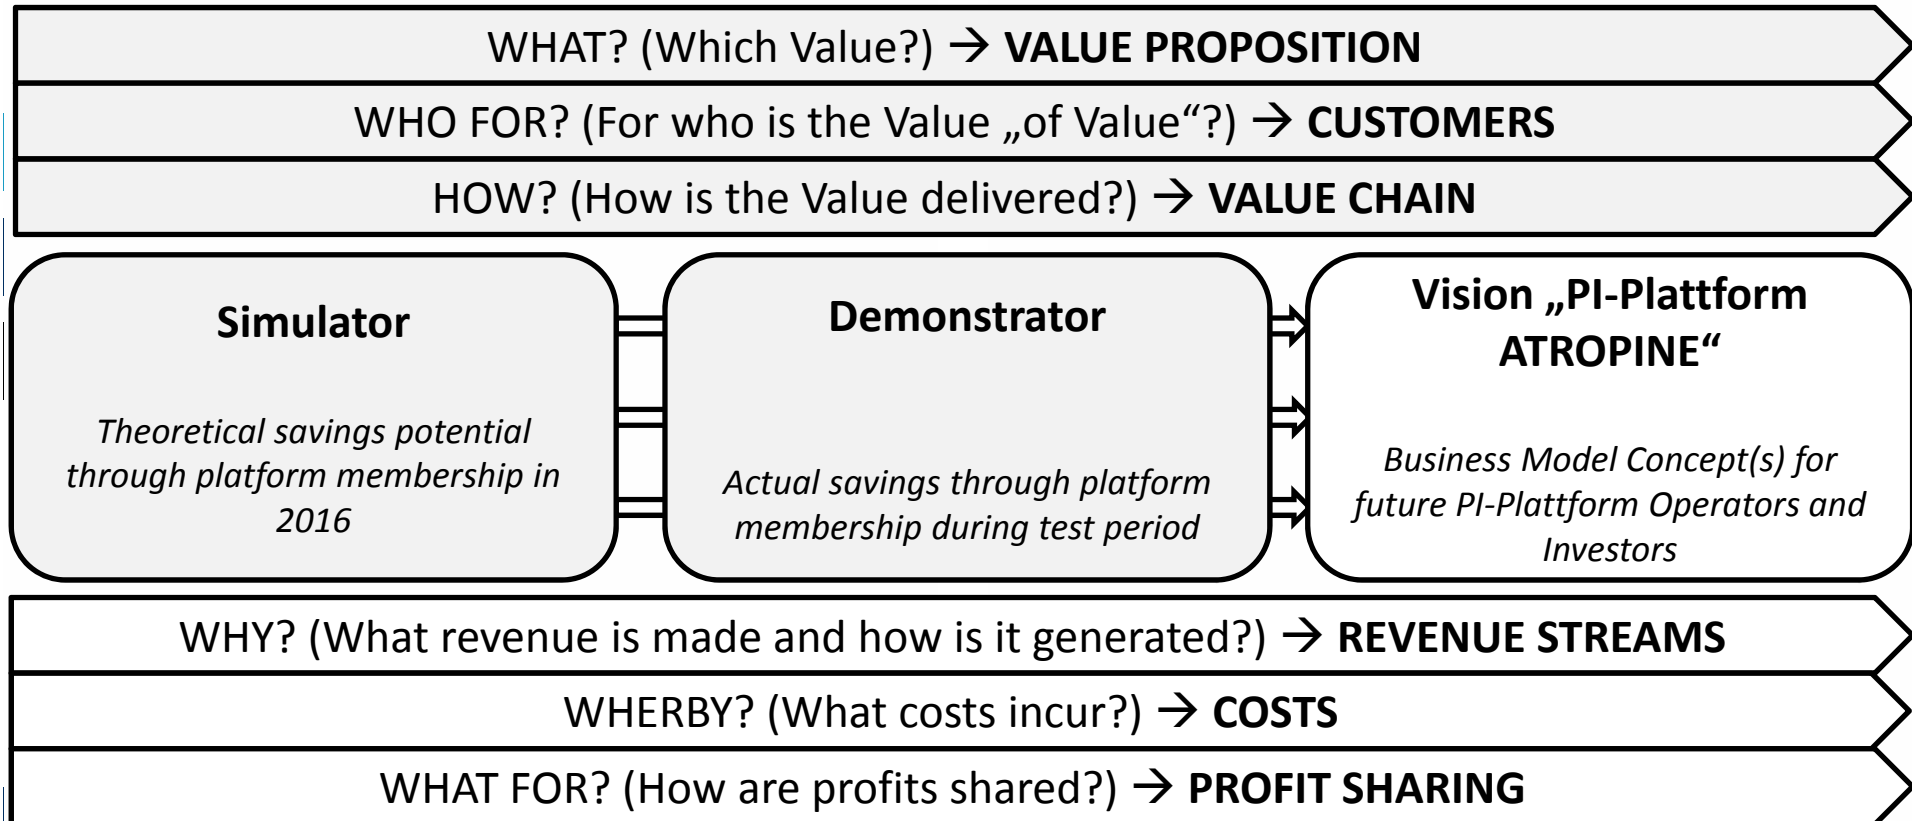 WHAT? (Which Value?) → VALUE PROPOSITION
WHO FOR? (For who is the Value „of Value“?) → CUSTOMERS
HOW? (How is the Value delivered?) → VALUE CHAIN
Simulator
Theoretical savings potential
through platform membership in
2016
Demonstrator
Actual savings through platform
membership during test period
Vision „PI-Plattform
ATROPINE“
Business Model Concept(s) for
future PI-Plattform Operators and
Investors
WHY? (What revenue is made and how is it generated?) → REVENUE STREAMS
WHERBY? (What costs incur?) → COSTS
WHAT FOR? (How are profits shared?) → PROFIT SHARING